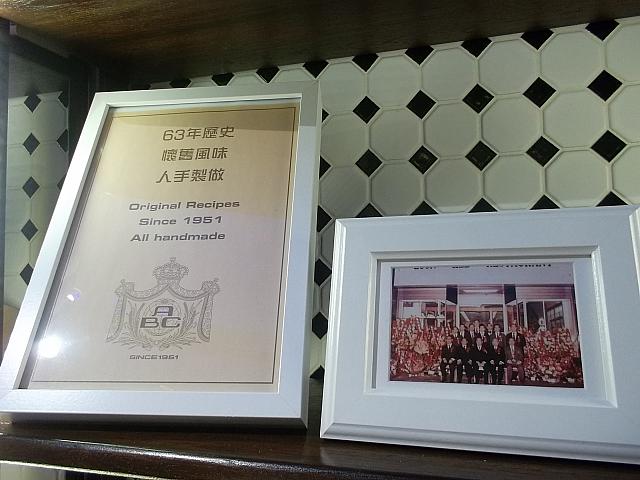 63年歷史
懷舊風味
人手製做
Original Recipes
Since 1951
All handmade
A
BC
SINCE1951